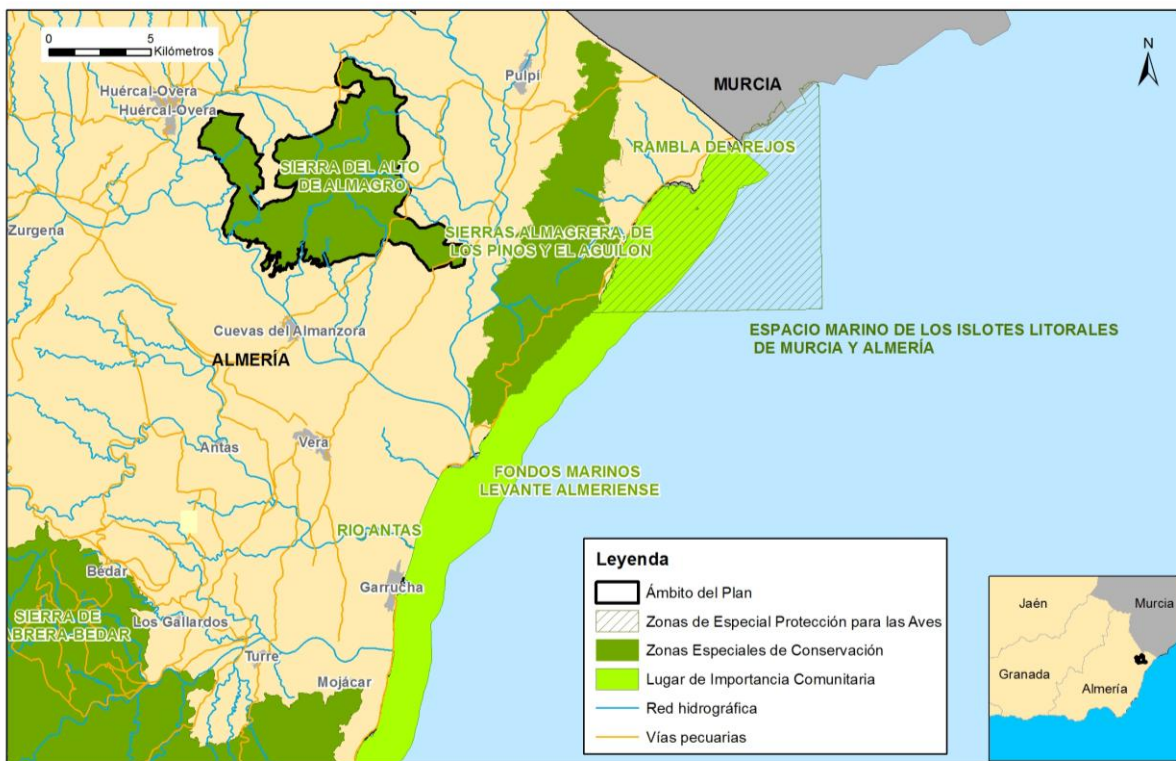 0 5
Kilómetros
N
Huércal-Overa
Huércal-Overa
Pulpí
MURCIA
RAMBLA DE AREJOS
SIERRA DEL ALTO
DE ALMAGRO
Zurgena
SIERRAS ALMAGRERA, DE
LOS PINOS Y EL AGUILON
Cuevas del Almanzora
ALMERÍA
ESPACIO MARINO DE LOS ISLOTES LITORALES
DE MURCIA Y ALMERÍA
Antas
Vera
FONDOS MARINOS
LEVANTE ALMERIENSE
RIO ANTAS
Garrucha
Bédar
SIERRA DE
ABRERA-BEDAR
Los Gallardos
Turre
Mojácar
Leyenda
Ámbito del Plan
Zonas de Especial Protección para las Aves
Zonas Especiales de Conservación
Lugar de Importancia Comunitaria
Red hidrográfica
Vías pecuarias
Jaén
Murcia
Granada
Almería